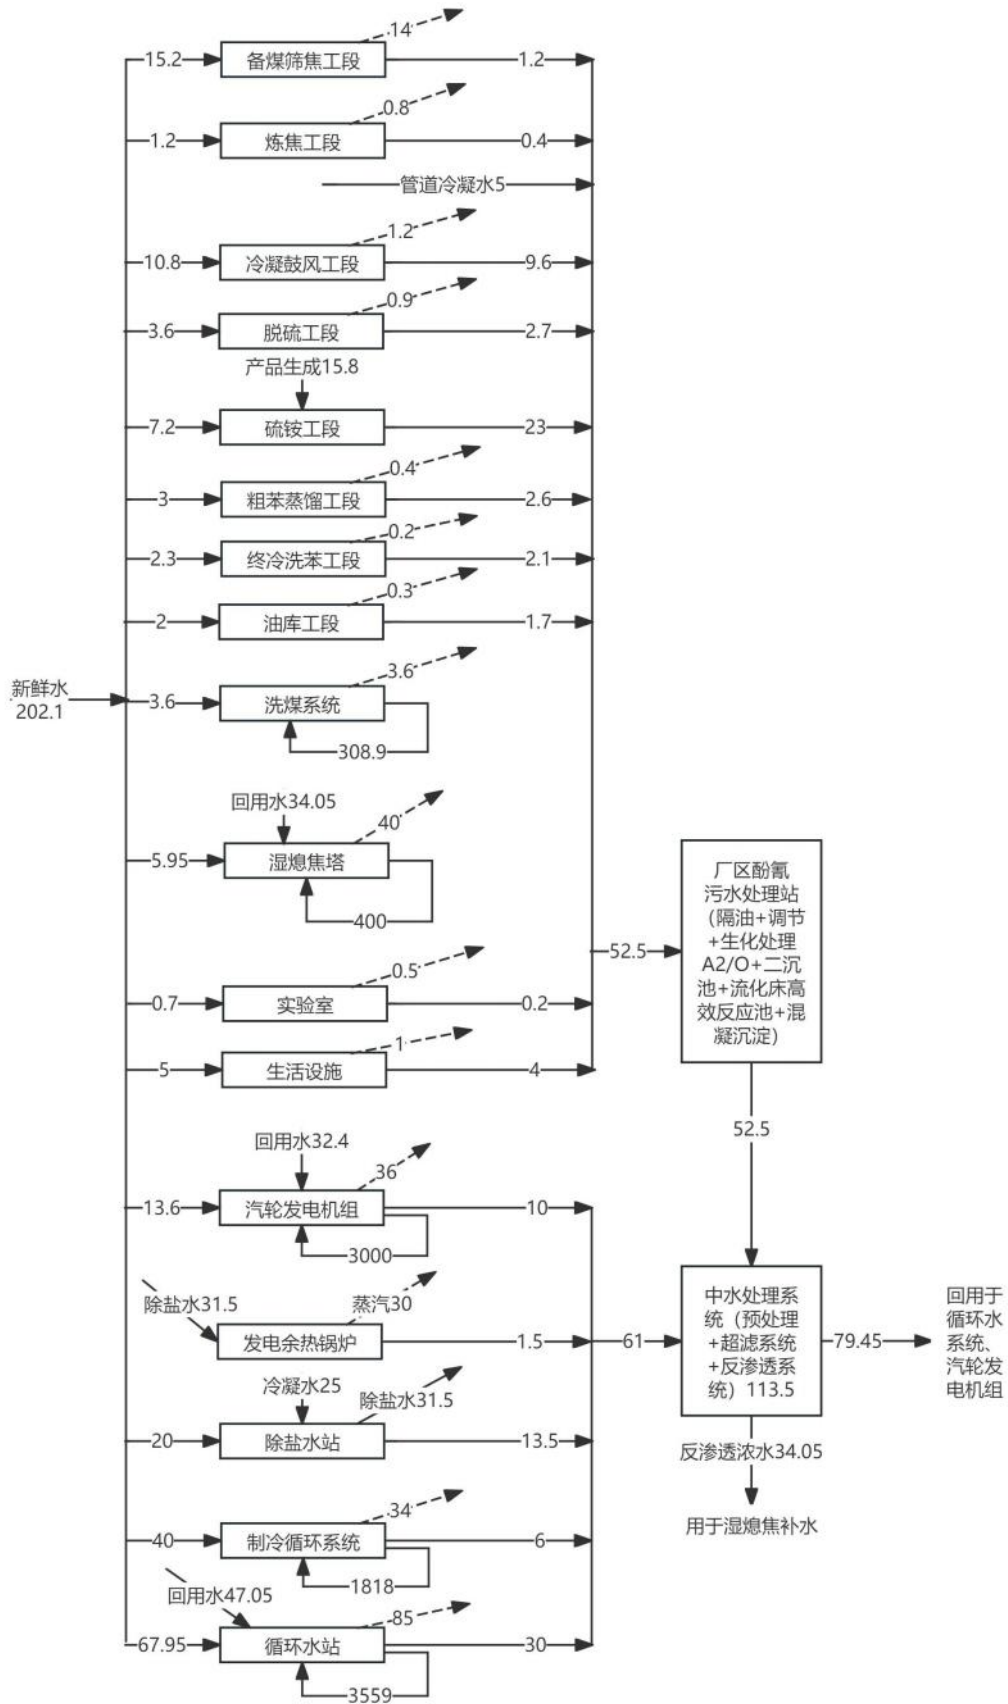 14
15.2
备煤筛焦工段
1.2
0.8
1.2
炼焦工段
0.4
管道冷凝水5
1.2
10.8
冷凝鼓风工段
9.6
0.9
3.6
脱硫工段
2.7
产品生成15.8
7.2
硫铵工段
23
0.4
3
粗苯蒸馏工段
2.6
0.2
2.3
终冷洗苯工段
2.1
0.3
2
油库工段
1.7
新鲜水
202.1
3.6
3.6
洗煤系统
308.9
回用水34.05
40
5.95
湿熄焦塔
400
厂区酚氰
污水处理站
（隔油+调节
+生化处理
A2/O+二沉
池+流化床高
效反应池+混
凝沉淀）
52.5
0.5
0.7
实验室
0.2
1
5
生活设施
4
52.5
回用水32.4
36
13.6
汽轮发电机组
10
3000
除盐水31.5
蒸汽30
发电余热锅炉
1.5
61
中水处理系
统（预处理
+超滤系统
+反渗透系
统）113.5
79.45
回用于
循环水
系统、
汽轮发
电机组
冷凝水25
除盐水31.5
20
除盐水站
13.5
反渗透浓水34.05
用于湿熄焦补水
34
40
制冷循环系统
6
1818
回用水47.05
85
67.95
循环水站
30
3559